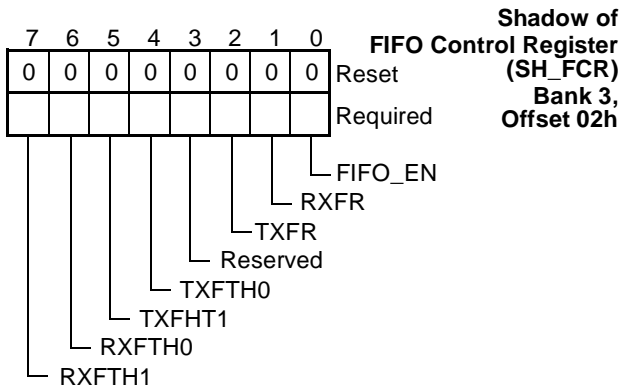 Shadow of
FIFO Control Register
(SH_FCR)
Bank 3,
Offset 02h
7 6 5 4 3 2 1 0
0 0 0 0 0 0 0 0 Reset
Required
FIFO_EN
RXFR
TXFR
Reserved
TXFTH0
TXFHT1
RXFTH0
RXFTH1